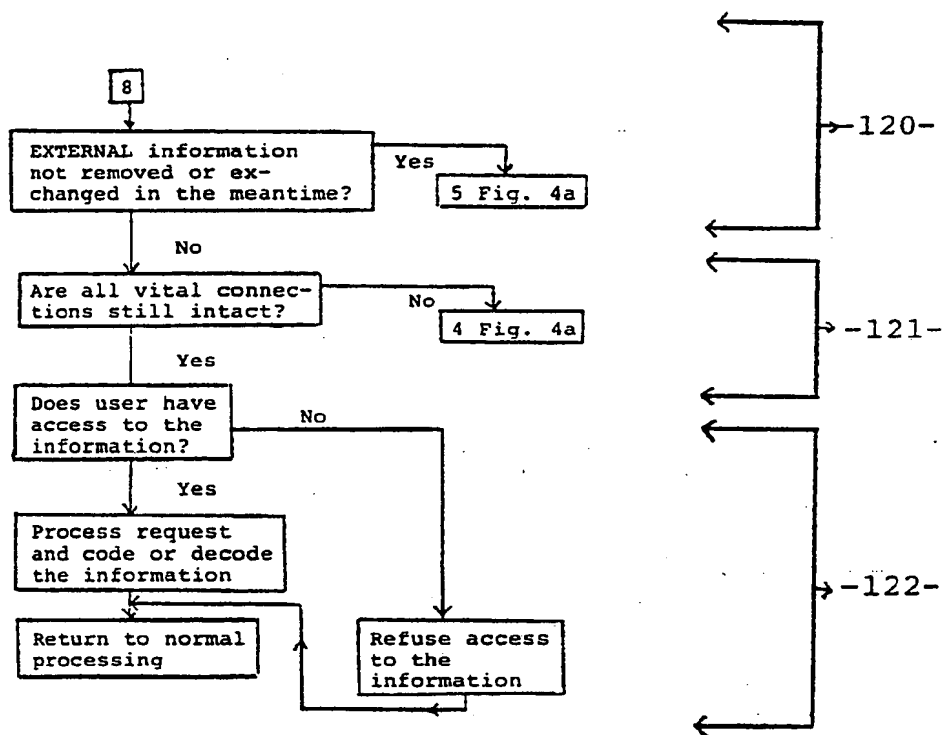 8
EXTERNAL information
not removed or ex-
changed in the meantime?
Yes
5 Fig. 4a
-120-
No
Are all vital connec-
tions still intact?
No
4 Fig. 4a
-121-
Yes
Does user have
access to the
information?
No
Yes
Process request
and code or decode
the information
-122-
Return to normal
processing
Refuse access
to the
information